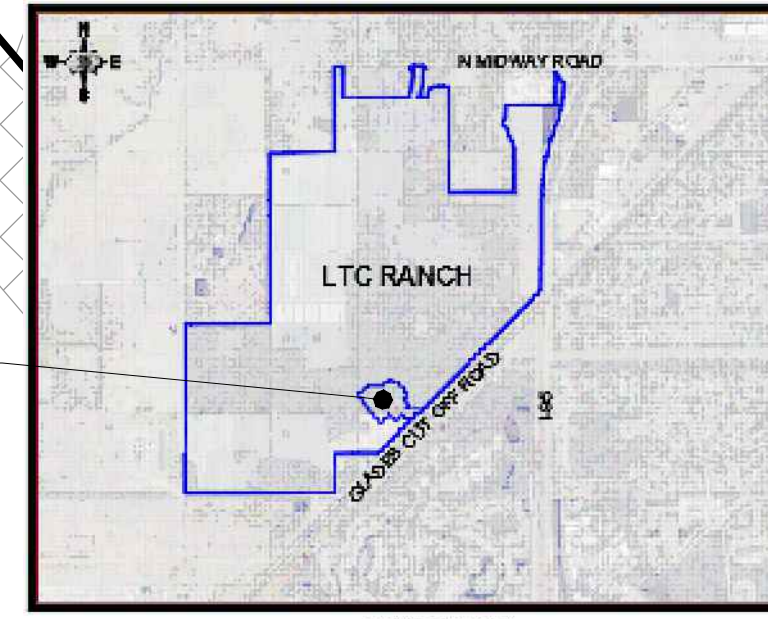 N
W E
S
N MIDWAY ROAD
LTC RANCH
GLADES CUT OFF ROAD
I-95